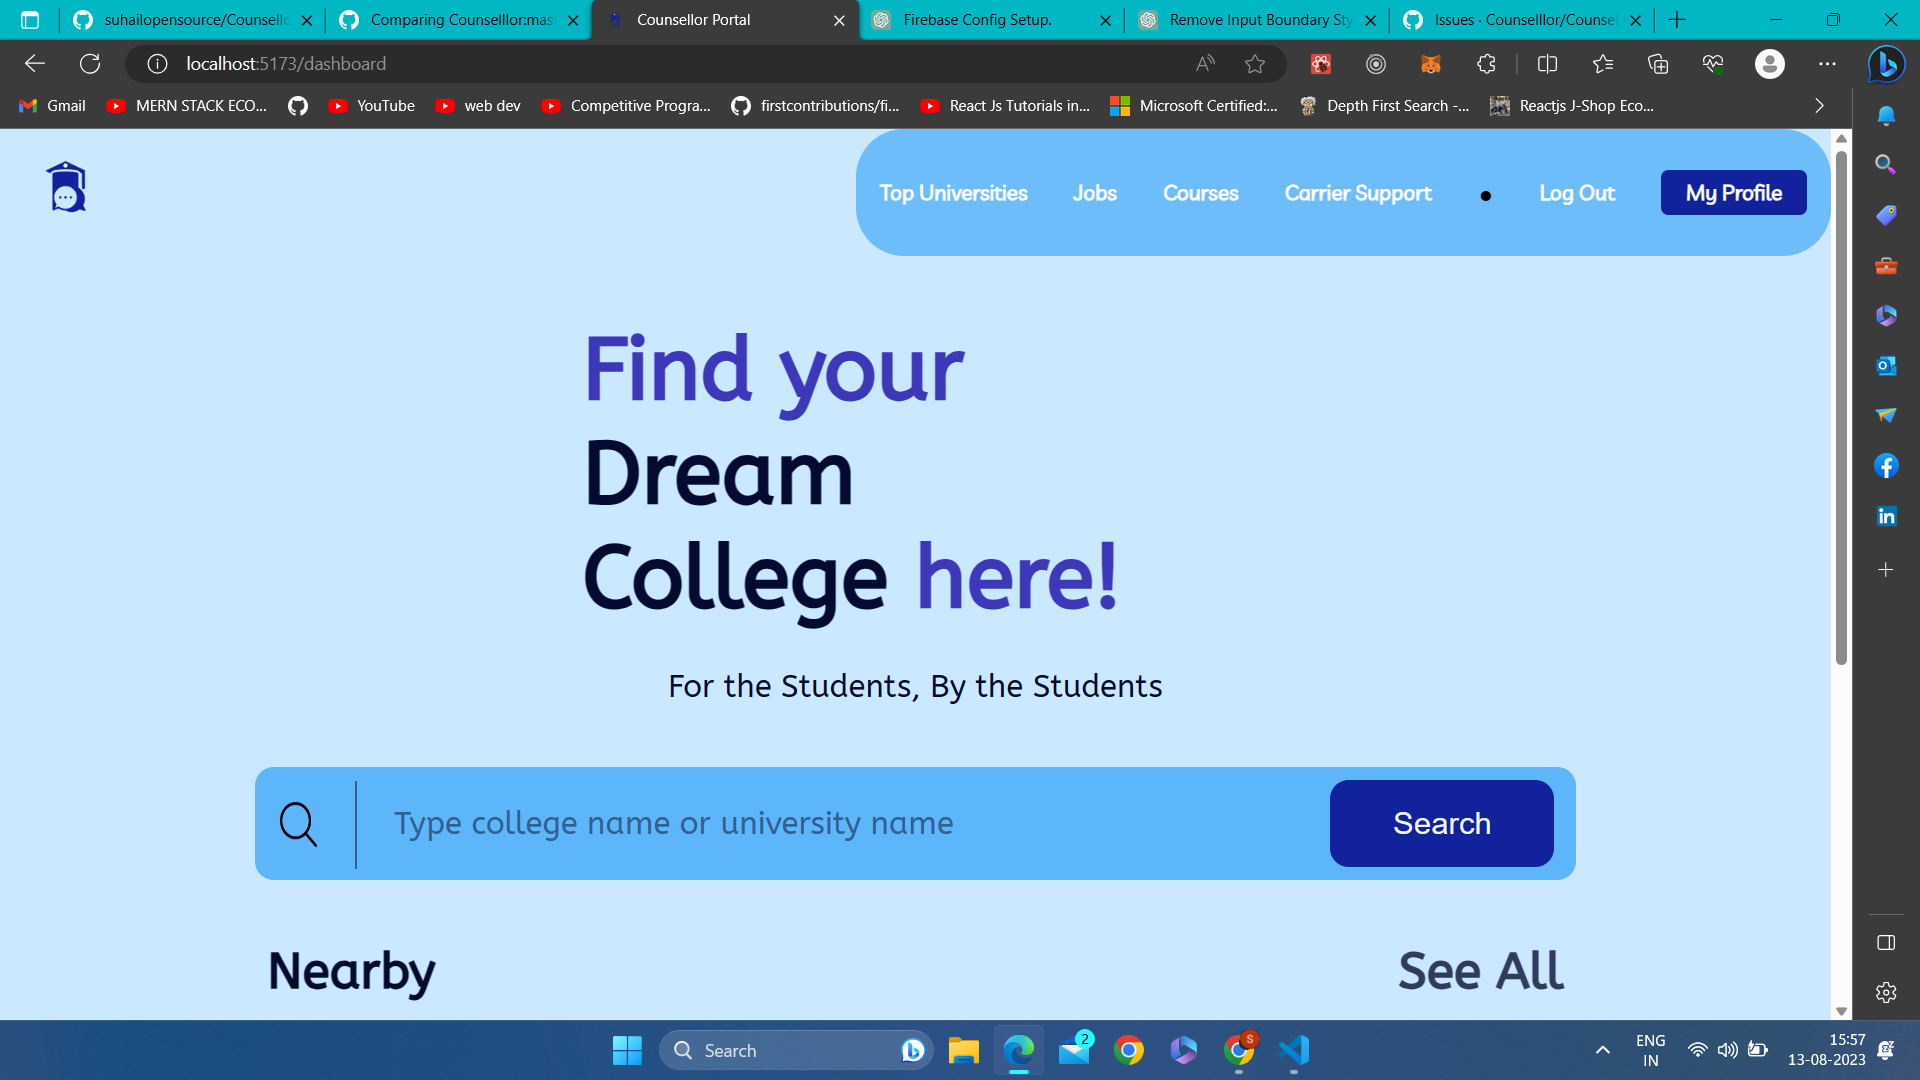 suhailopensource/Counsello
Comparing Counselllor:mast
Counsellor Portal
Firebase Config Setup.
Remove Input Boundary Sty
Issues · Counselllor/Counsel
localhost:5173/dashboard
Gmail
MERN STACK ECO...
YouTube
web dev
Competitive Progra...
firstcontributions/fi...
React Js Tutorials in...
Microsoft Certified:...
Depth First Search -...
Reactjs J-Shop Eco...
Top Universities
Jobs
Courses
Carrier Support
Log Out
My Profile
Find your
Dream
College here!
For the Students, By the Students
Type college name or university name
Search
Nearby
See All
Search
2
S
ENG
IN
15:57
13-08-2023